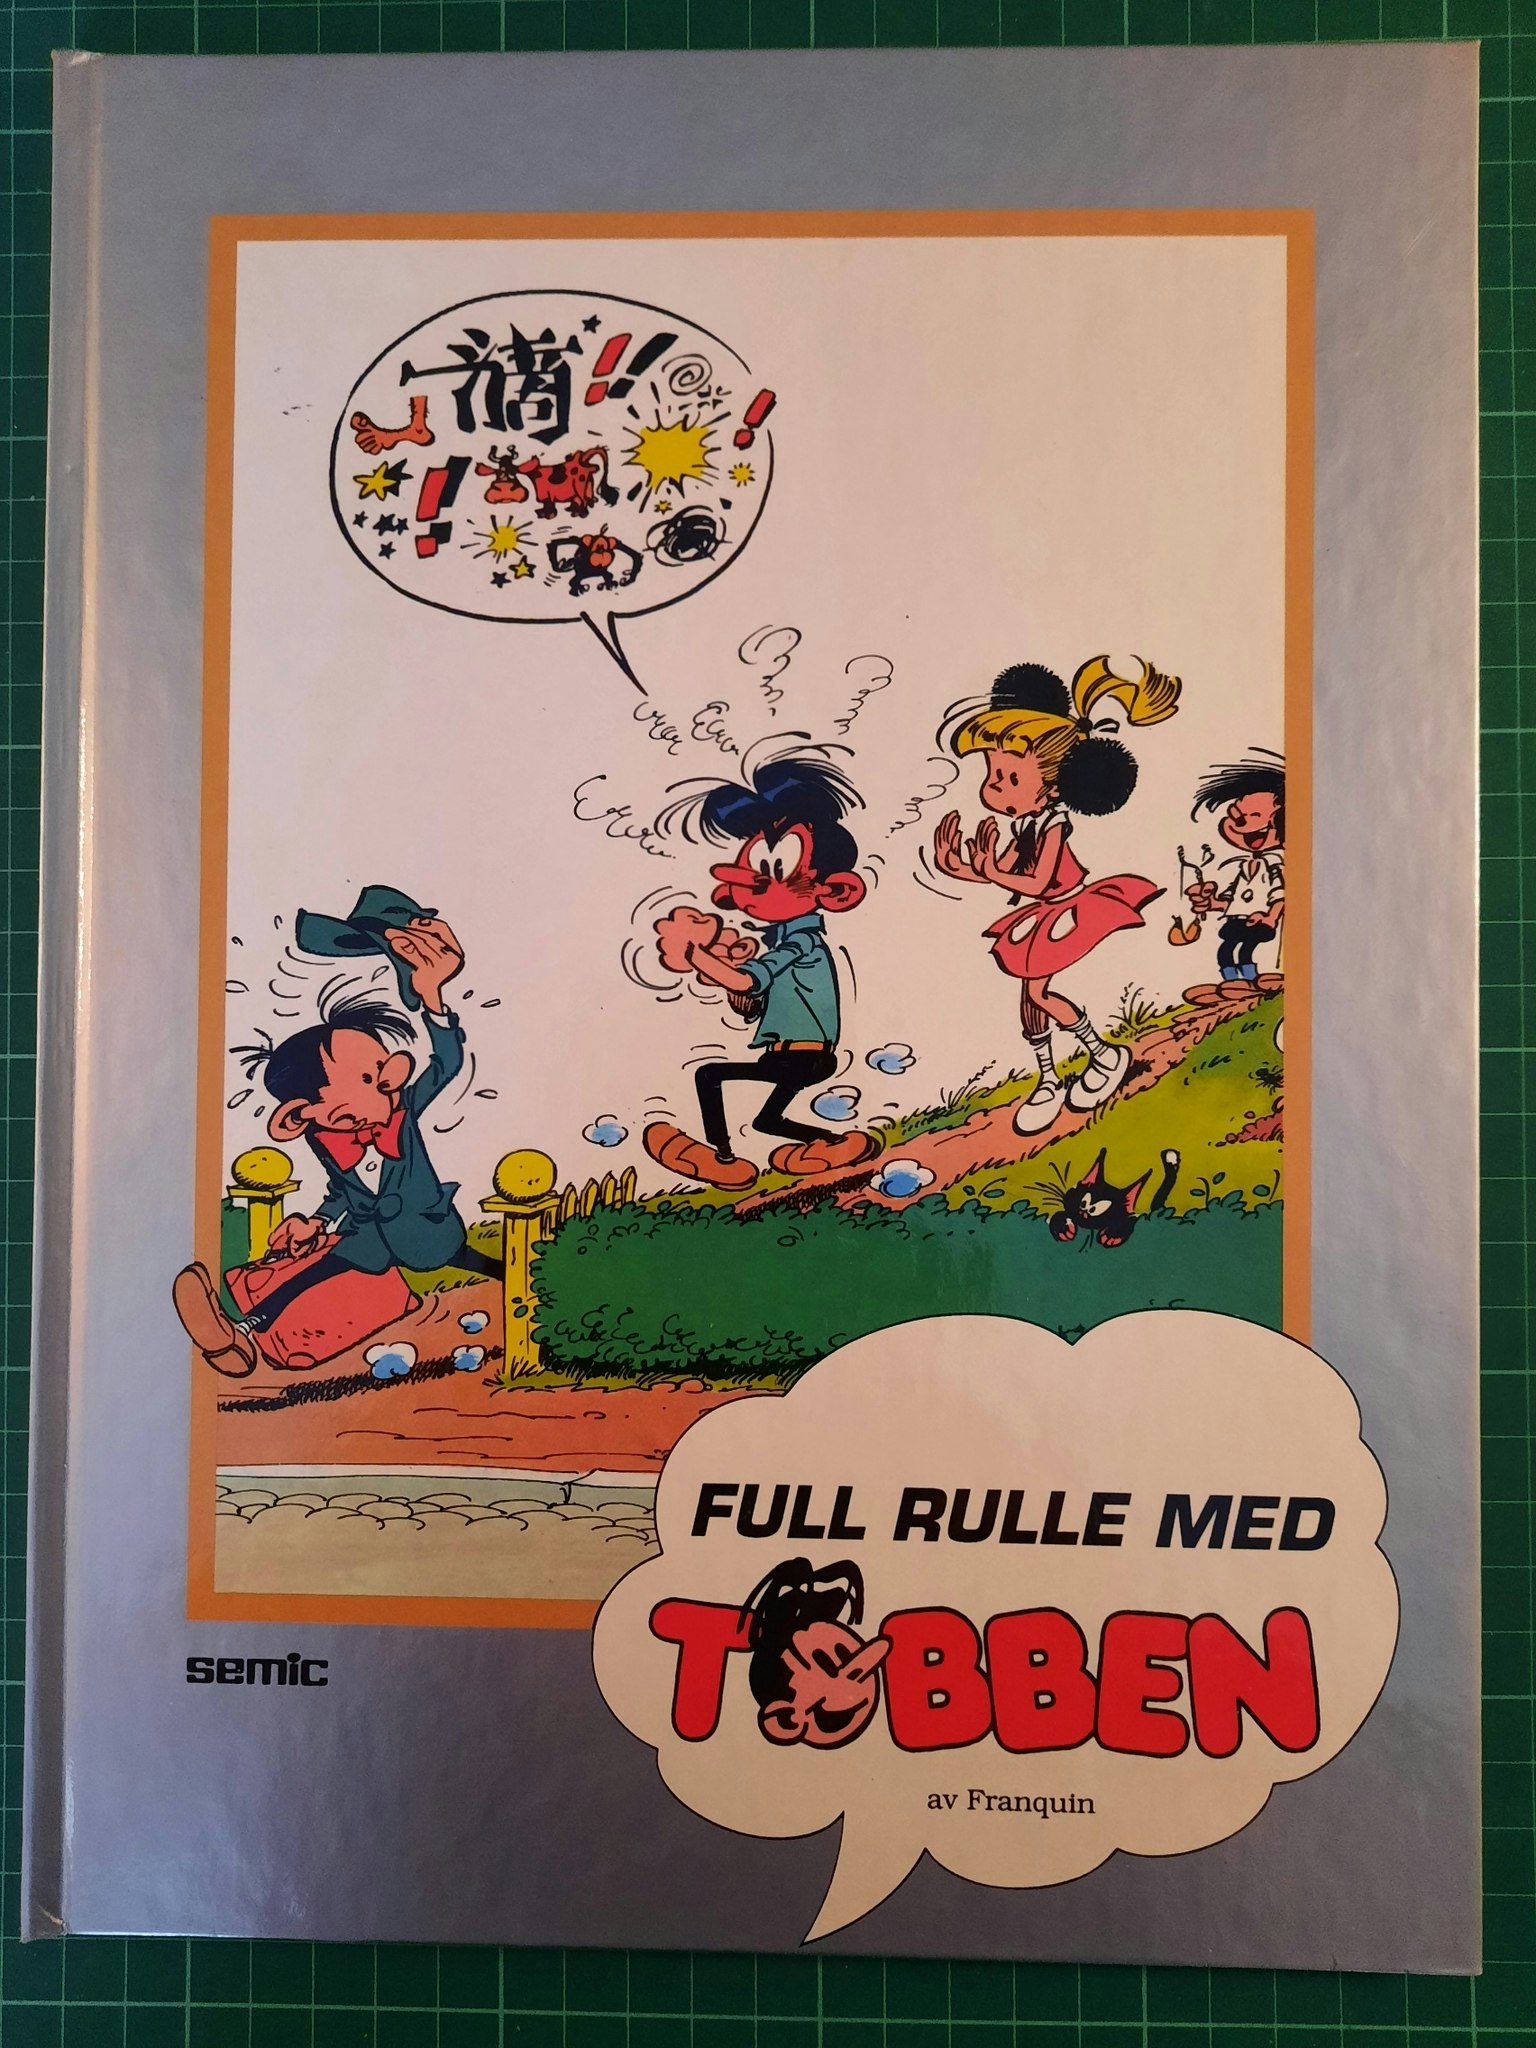 !!
!
!
FULL RULLE MED
TOBBEN
av Franquin
semic